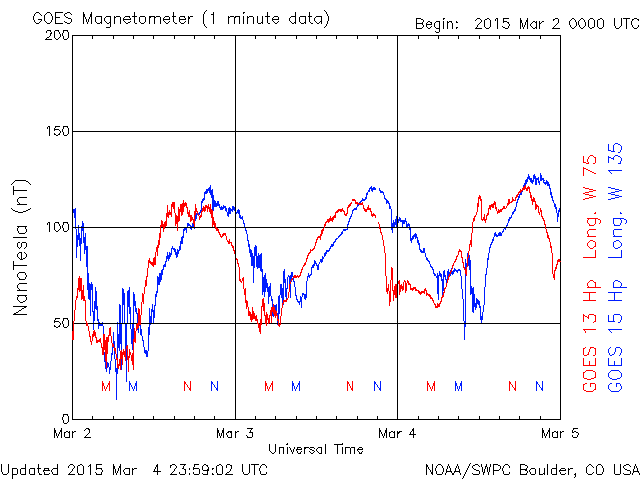 GOES Magnetometer (1 minute data)
Begin: 2015 Mar 2 0000 UTC
200
150
100
50
0
NanoTesla (nT)
M M N N M M N N M M N N
Mar 2 Mar 3 Mar 4 Mar 5
Universal Time
GOES 13 Hp Long. W 75
GOES 15 Hp Long. W 135
Updated 2015 Mar 4 23:59:02 UTC
NOAA/SWPC Boulder, CO USA